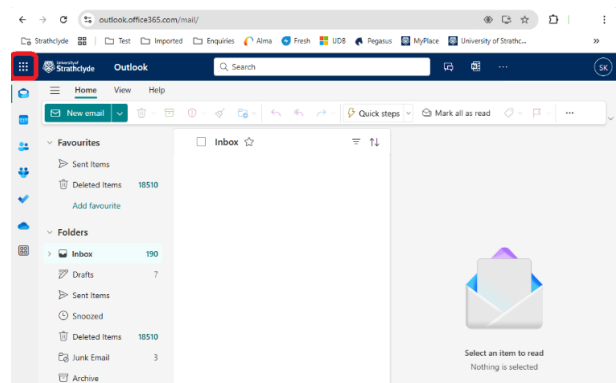 outlook.office365.com/mail/
Strathclyde Test Imported Enquiries Alma Fresh UDB Pegasus MyPlace University of Strathc...
University of Strathclyde Outlook Search SK
Home View Help
New email Quick steps Mark all as read
Favourites
Inbox
Sent Items
Deleted Items 18510
Add favourite
Folders
Inbox 190
Drafts 7
Sent Items
Snoozed
Deleted Items 18510
Junk Email 3
Archive
Select an item to read
Nothing is selected